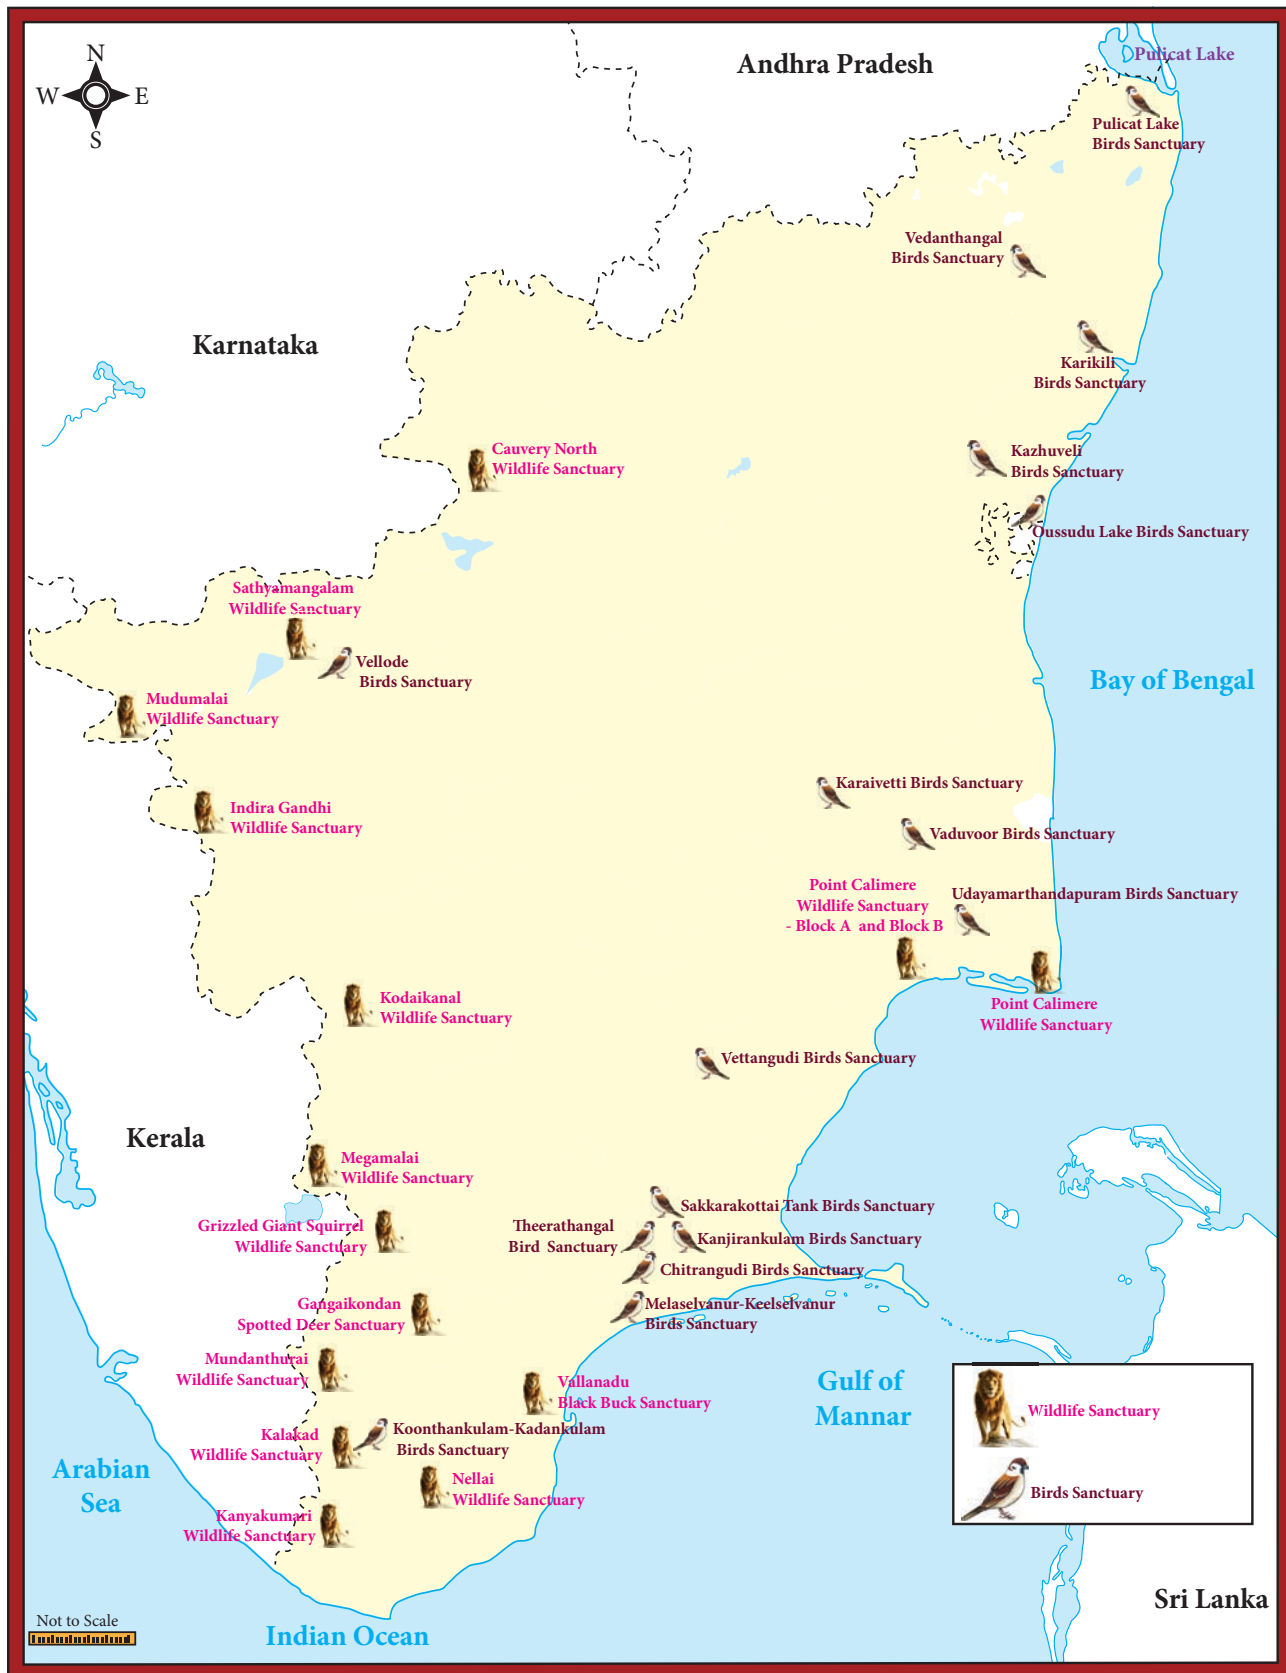 N
W
E
S
Andhra Pradesh
Pulicat Lake
Pulicat Lake
Birds Sanctuary
Vedanthangal
Birds Sanctuary
Karnataka
Karikili
Birds Sanctuary
Cauvery North
Wildlife Sanctuary
Kazhuveli
Birds Sanctuary
Oussudu Lake Birds Sanctuary
Sathyamangalam
Wildlife Sanctuary
Vellode
Birds Sanctuary
Bay of Bengal
Mudumalai
Wildlife Sanctuary
Karaivetti Birds Sanctuary
Indira Gandhi
Wildlife Sanctuary
Vaduvoor Birds Sanctuary
Point Calimere
Wildlife Sanctuary
- Block A and Block B
Udayamarthandapuram Birds Sanctuary
Kodaikanal
Wildlife Sanctuary
Point Calimere
Wildlife Sanctuary
Vettangudi Birds Sanctuary
Kerala
Megamalai
Wildlife Sanctuary
Sakkarakottai Tank Birds Sanctuary
Grizzled Giant Squirrel
Wildlife Sanctuary
Theerathangal
Bird Sanctuary
Kanjirankulam Birds Sanctuary
Chitrangudi Birds Sanctuary
Gangaikondan
Spotted Deer Sanctuary
Melaselvanur-Keelselvanur
Birds Sanctuary
Mundanthurai
Wildlife Sanctuary
Vallanadu
Black Buck Sanctuary
Gulf of
Mannar
Wildlife Sanctuary
Kalakad
Wildlife Sanctuary
Koonthankulam-Kadankulam
Birds Sanctuary
Arabian
Sea
Nellai
Wildlife Sanctuary
Birds Sanctuary
Kanyakumari
Wildlife Sanctuary
Sri Lanka
Not to Scale
Indian Ocean